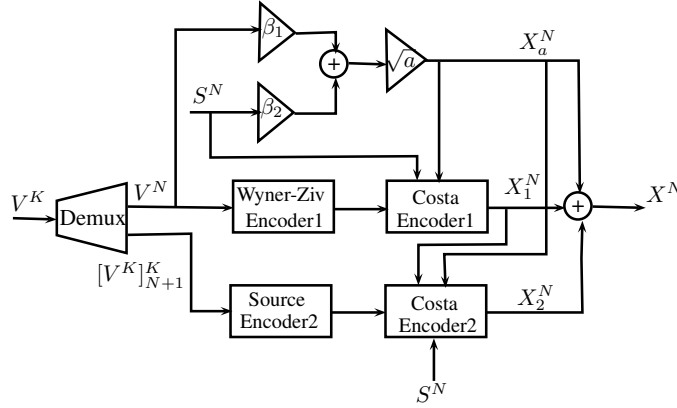 β₁
+
√a
X_a^N
S^N
β₂
V^K
Demux
V^N
Wyner-Ziv
Encoder1
Costa
Encoder1
X_1^N
+
X^N
[V^K]_{N+1}^K
Source
Encoder2
Costa
Encoder2
X_2^N
S^N